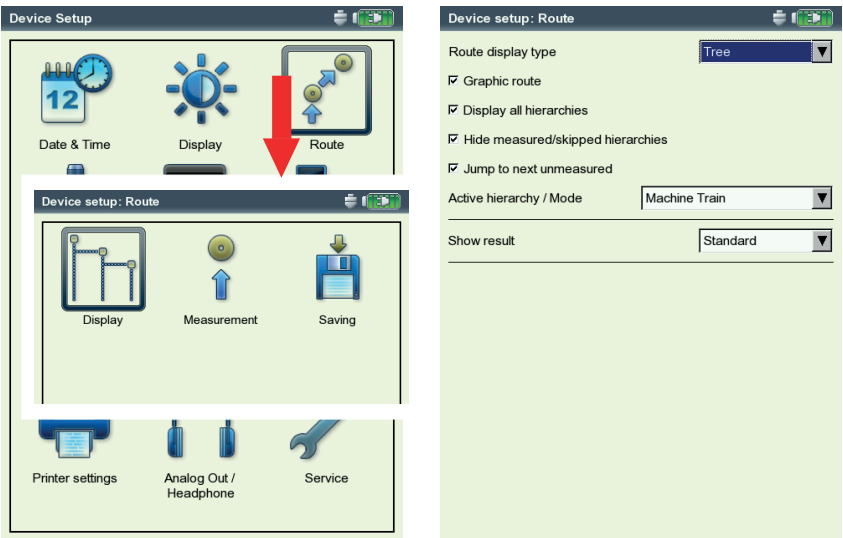 Device Setup
12
Date & Time
Display
Route
Device setup: Route
Display
Measurement
Saving
Printer settings
Analog Out /
Headphone
Service
Device setup: Route
Route display type
Tree
Graphic route
Display all hierarchies
Hide measured/skipped hierarchies
Jump to next unmeasured
Active hierarchy / Mode
Machine Train
Show result
Standard